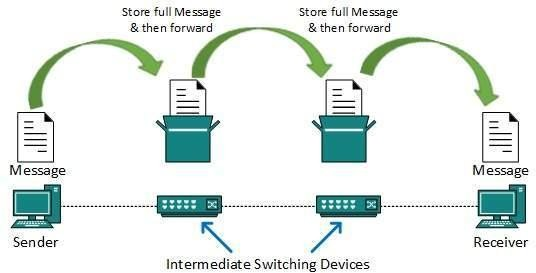 Store full Message
& then forward
Store full Message
& then forward
Message
Message
Sender
Receiver
Intermediate Switching Devices